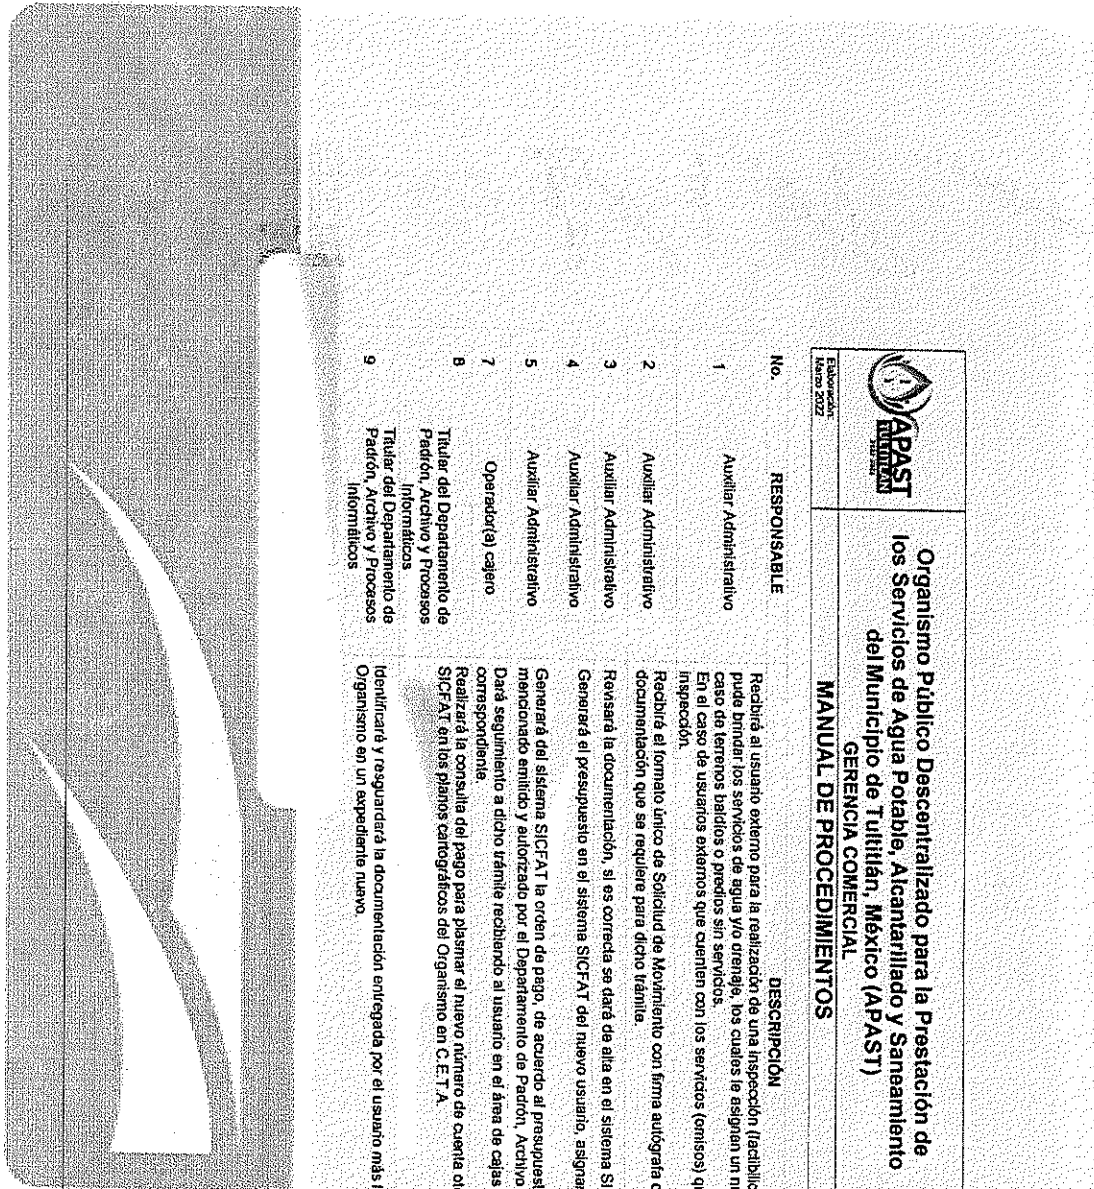 APAST
TULTITLÁN
Organismo Público Descentralizado para la Prestación de
los Servicios de Agua Potable, Alcantarillado y Saneamiento
del Municipio de Tultitlán, México (APAST)
GERENCIA COMERCIAL
Elaboración:
Marzo 2022
MANUAL DE PROCEDIMIENTOS
No.
RESPONSABLE
DESCRIPCIÓN
1
Auxiliar Administrativo
Recibirá al usuario externo para la realización de una inspección
pude brindar los servicios de agua y/o drenaje, los cuales le asignan un
caso de terrenos baldíos o predios sin servicios.
En el caso de usuarios externos que cuenten con los servicios (omisos)
inspección.
2
Auxiliar Administrativo
Recibirá el formato único de Solicitud de Movimiento con firma autógrafa
documentación que se requiere para dicho trámite.
3
Auxiliar Administrativo
Revisará la documentación, si es correcta se dará de alta en el sistema
4
Auxiliar Administrativo
Generará el presupuesto en el sistema SICFAT del nuevo usuario,
5
Auxiliar Administrativo
Generará del sistema SICFAT la orden de pago, de acuerdo al
mencionado emitido y autorizado por el Departamento de Padrón, Archivo
7
Operador(a) cajero
Dará seguimiento a dicho trámite recibiendo al usuario en el área de cajas
correspondiente.
8
Titular del Departamento de
Padrón, Archivo y Procesos
Informáticos
Realizará la consulta del pago para plasmar el nuevo número de cuenta
SICFAT en los planos cartográficos del Organismo en C.E.T.A.
9
Titular del Departamento de
Padrón, Archivo y Procesos
Informáticos
Identificará y resguardará la documentación entregada por el usuario más
Organismo en un expediente nuevo.